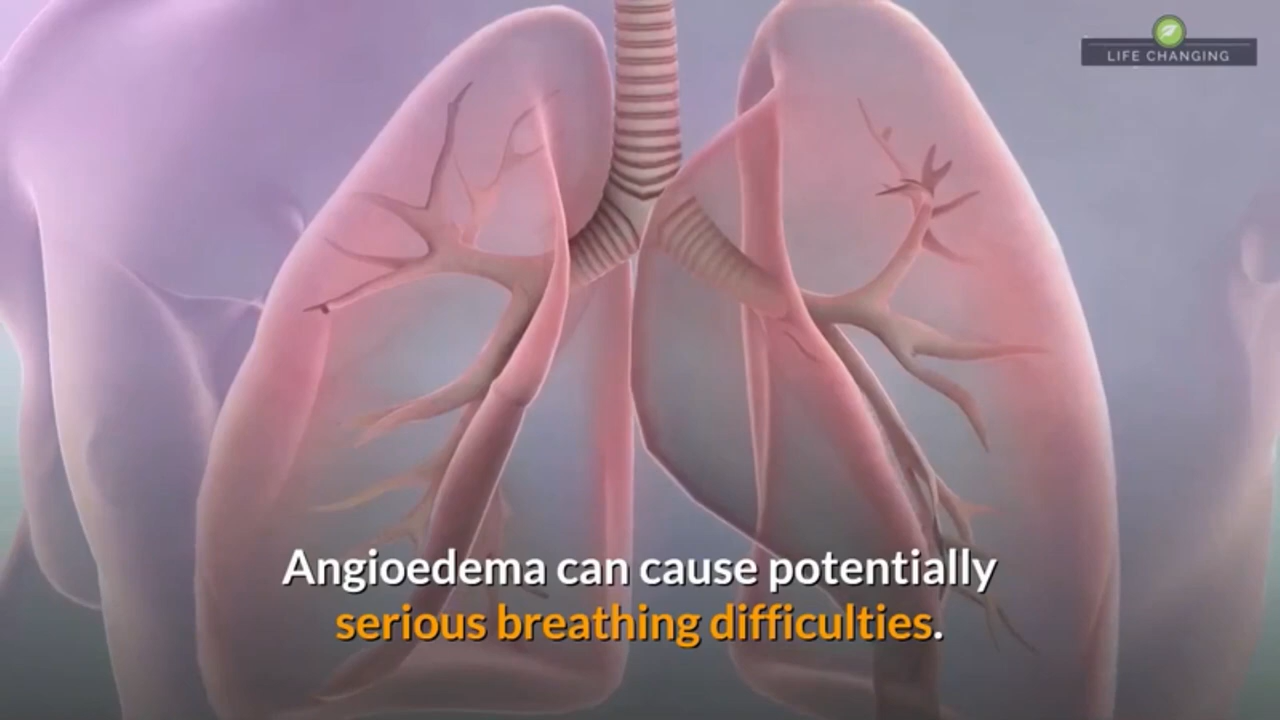 LIFE CHANGING
Angioedema can cause potentially
serious breathing difficulties.